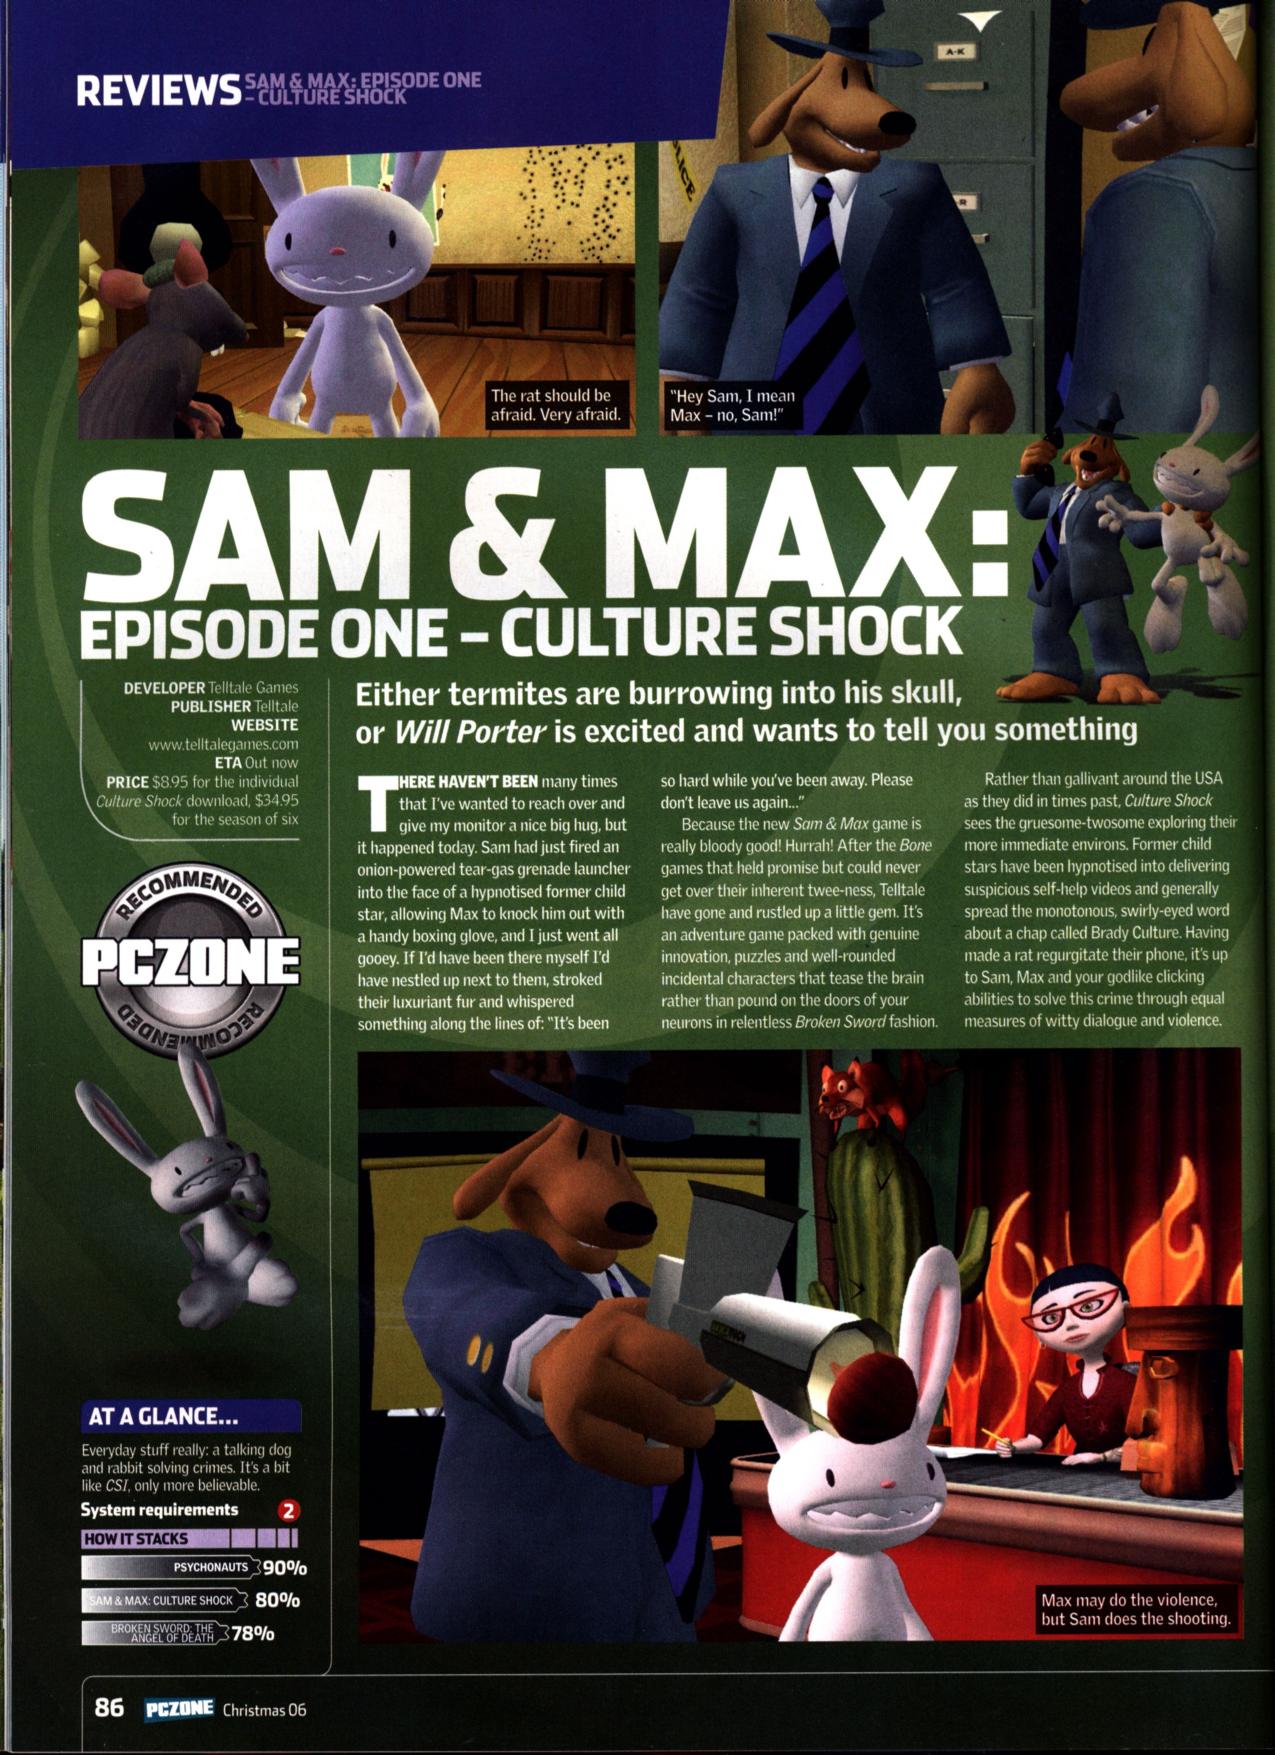 REVIEWS SAM & MAX: EPISODE ONE
– CULTURE SHOCK
A-K
-R
The rat should be
afraid. Very afraid.
"Hey Sam, I mean
Max – no, Sam!"
SAM & MAX:
EPISODE ONE – CULTURE SHOCK
DEVELOPER Telltale Games
PUBLISHER Telltale
WEBSITE
www.telltalegames.com
ETA Out now
PRICE $8.95 for the individual
Culture Shock download, $34.95
for the season of six
RECOMMENDED
PCZONE
RECOMMENDED
Either termites are burrowing into his skull,
or Will Porter is excited and wants to tell you something
THERE HAVEN'T BEEN many times
that I've wanted to reach over and
give my monitor a nice big hug, but
it happened today. Sam had just fired an
onion-powered tear-gas grenade launcher
into the face of a hypnotised former child
star, allowing Max to knock him out with
a handy boxing glove, and I just went all
gooey. If I'd have been there myself I'd
have nestled up next to them, stroked
their luxuriant fur and whispered
something along the lines of: "It's been
so hard while you've been away. Please
don't leave us again..."
Because the new Sam & Max game is
really bloody good! Hurrah! After the Bone
games that held promise but could never
get over their inherent twee-ness, Telltale
have gone and rustled up a little gem. It's
an adventure game packed with genuine
innovation, puzzles and well-rounded
incidental characters that tease the brain
rather than pound on the doors of your
neurons in relentless Broken Sword fashion.
Rather than gallivant around the USA
as they did in times past, Culture Shock
sees the gruesome-twosome exploring their
more immediate environs. Former child
stars have been hypnotised into delivering
suspicious self-help videos and generally
spread the monotonous, swirly-eyed word
about a chap called Brady Culture. Having
made a rat regurgitate their phone, it's up
to Sam, Max and your godlike clicking
abilities to solve this crime through equal
measures of witty dialogue and violence.
AT A GLANCE...
Everyday stuff really: a talking dog
and rabbit solving crimes. It's a bit
like CSI, only more believable.
System requirements 2
HOW IT STACKS
PSYCHONAUTS 90%
SAM & MAX: CULTURE SHOCK 80%
BROKEN SWORD: THE
ANGEL OF DEATH 78%
Max may do the violence,
but Sam does the shooting.
86 PCZONE Christmas 06